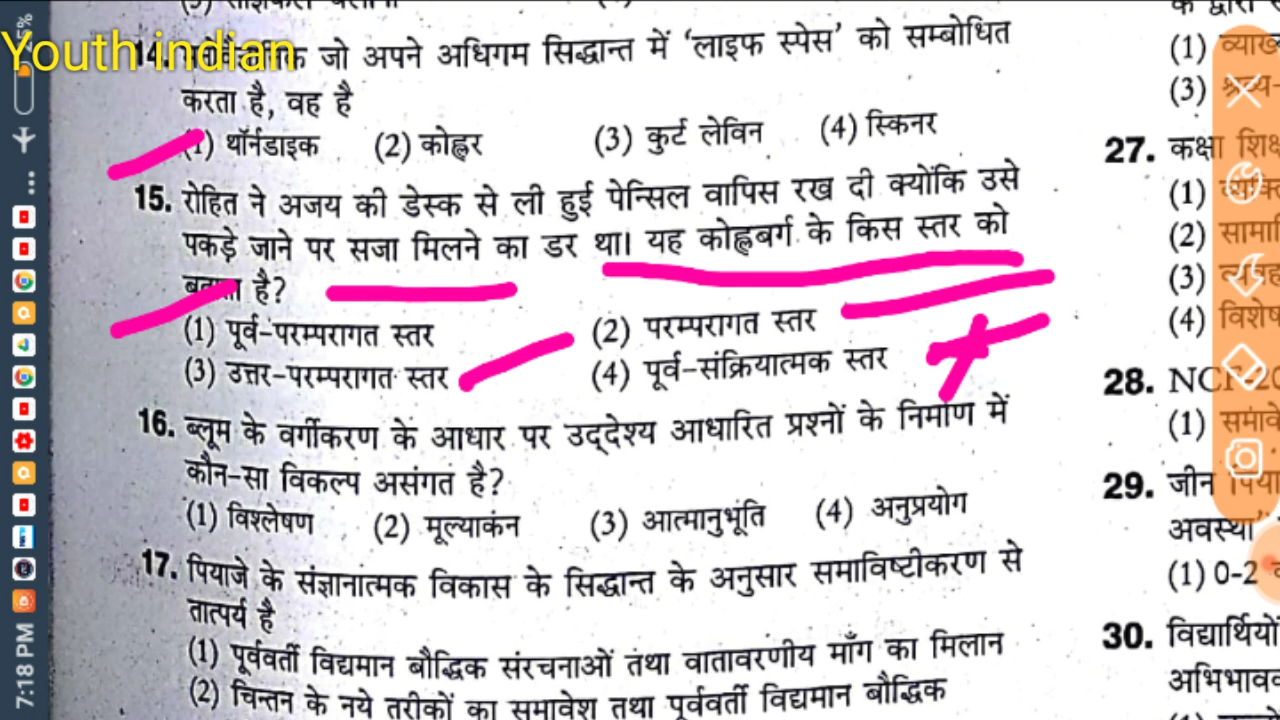 Youth indian
14. जो अपने अधिगम सिद्धान्त में ‘लाइफ स्पेस’ को सम्बोधित
करता है, वह है
(1) थॉर्नडाइक (2) कोह्लर (3) कुर्ट लेविन (4) स्किनर
15. रोहित ने अजय की डेस्क से ली हुई पेन्सिल वापिस रख दी क्योंकि उसे
पकड़े जाने पर सजा मिलने का डर था। यह कोह्लबर्ग के किस स्तर को
बताता है?
(1) पूर्व-परम्परागत स्तर (2) परम्परागत स्तर
(3) उत्तर-परम्परागत स्तर (4) पूर्व-संक्रियात्मक स्तर
16. ब्लूम के वर्गीकरण के आधार पर उद्देश्य आधारित प्रश्नों के निर्माण में
कौन-सा विकल्प असंगत है?
(1) विश्लेषण (2) मूल्याकंन (3) आत्मानुभूति (4) अनुप्रयोग
17. पियाजे के संज्ञानात्मक विकास के सिद्धान्त के अनुसार समाविष्टीकरण से
तात्पर्य है
(1) पूर्ववर्ती विद्यमान बौद्धिक संरचनाओं तथा वातावरणीय माँग का मिलान
(2) चिन्तन के नये तरीकों का समावेश तथा पूर्ववर्ती विद्यमान बौद्धिक
के द्वारा
(1)
(3)
27. कक्षा
(1)
(2)
(3)
(4)
28.
(1)
29. जीन
अवस्था
(1) 0-2
30. विद्यार्थियों
7:18 PM